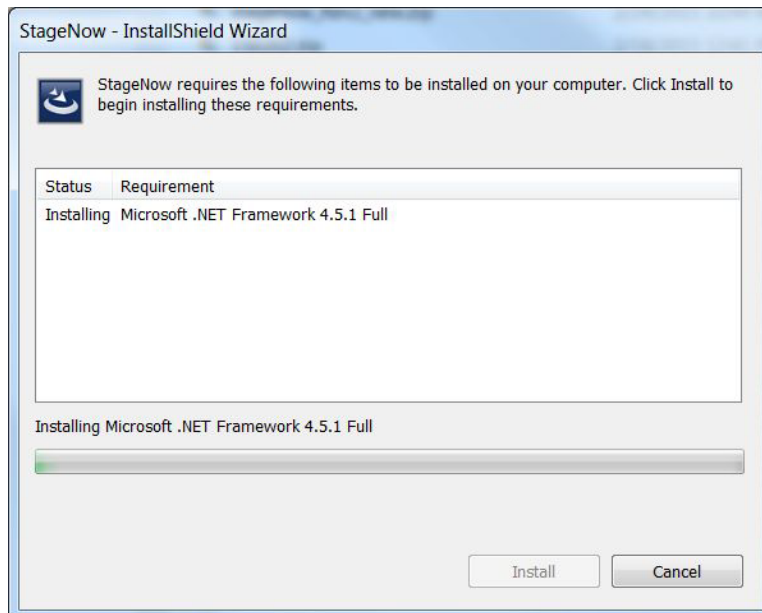 StageNow - InstallShield Wizard
StageNow requires the following items to be installed on your computer. Click Install to
begin installing these requirements.
Status Requirement
Installing Microsoft .NET Framework 4.5.1 Full
Installing Microsoft .NET Framework 4.5.1 Full
Install Cancel